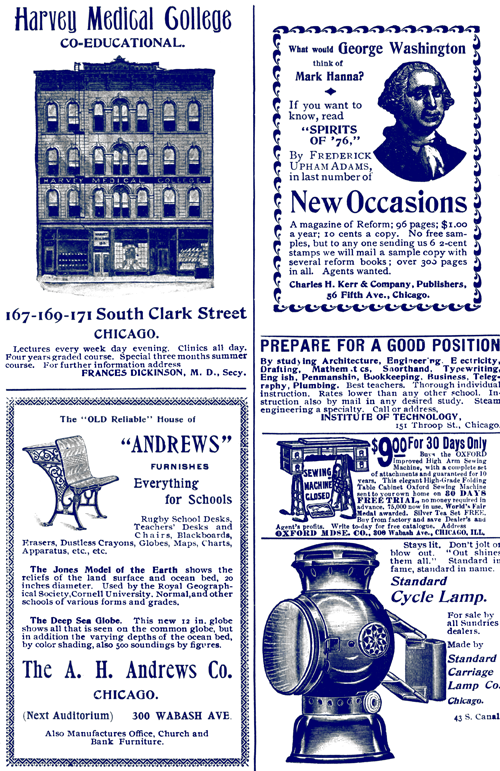 Harvey Medical College
CO-EDUCATIONAL.
HARVEY MEDICAL COLLEGE.
167-169-171 South Clark Street
CHICAGO.
Lectures every week day evening. Clinics all day.
Four years graded course. Special three months summer
course. For further information address
FRANCES DICKINSON, M. D., Secy.
The "OLD Reliable" House of
"ANDREWS"
FURNISHES
Everything
for Schools
Rugby School Desks,
Teachers' Desks and
Chairs, Blackboards,
Erasers, Dustless Crayons, Globes, Maps, Charts,
Apparatus, etc., etc.
The Jones Model of the Earth shows the
reliefs of the land surface and ocean bed, 20
inches diameter. Used by the Royal Geograph-
ical Society, Cornell University. Normal, and other
schools of various forms and grades.
The Deep Sea Globe. This new 12 in. globe
shows all that is seen on the common globe, but
in addition the varying depths of the ocean bed,
by color shading, also 500 soundings by figures.
The A. H. Andrews Co.
CHICAGO.
(Next Auditorium) 300 WABASH AVE.
Also Manufactures Office, Church and
Bank Furniture.
What would George Washington
think of
Mark Hanna?
If you want to
know, read
"SPIRITS
OF '76,"
By FREDERICK
UPHAM ADAMS,
in last number of
New Occasions
A magazine of Reform; 96 pages; $1.00
a year; 10 cents a copy. No free sam-
ples, but to any one sending us 6 2-cent
stamps we will mail a sample copy with
several reform books; over 300 pages
in all. Agents wanted.
Charles H. Kerr & Company, Publishers,
56 Fifth Ave., Chicago.
PREPARE FOR A GOOD POSITION
By studying Architecture, Engineer'ng. E ectricity,
Drafting, Mathem t cs, Snorthand, Typewriting,
Eng ish, Penmanship, Bookkeeping, Business, Teleg-
raphy, Plumbing. Best teachers. Thorough individual
instruction. Rates lower than any other school. In-
struction also by mail in any desired study. Steam
engineering a specialty. Call or address,
INSTITUTE OF TECHNOLOGY,
151 Throop St., Chicago.
SEWING
MACHINE
CLOSED
$9.00 For 30 Days Only
Buys the OXFORD
Improved High Arm Sewing
Machine, with a complete set
of attachments and guaranteed for 10
years. This elegant High-Grade Folding
Table Cabinet Oxford Sewing Machine
sent to your own home on 30 DAYS
FREE TRIAL, no money required in
advance. 75,000 now in use. World's Fair
Medal awarded. Silver Tea Set FREE.
Buy from factory and save Dealer's and
Agent's profits. Write to-day for free catalogue. Address
OXFORD MDSE. CO., 308 Wabash Ave., CHICAGO, ILL.
Stays lit. Don't jolt or
blow out. "Out shines
them all." Standard in
fame, standard in name.
Standard
Cycle Lamp.
For sale by
all Sundries
dealers.
Made by
Standard
Carriage
Lamp Co.
Chicago.
43 S. Canal